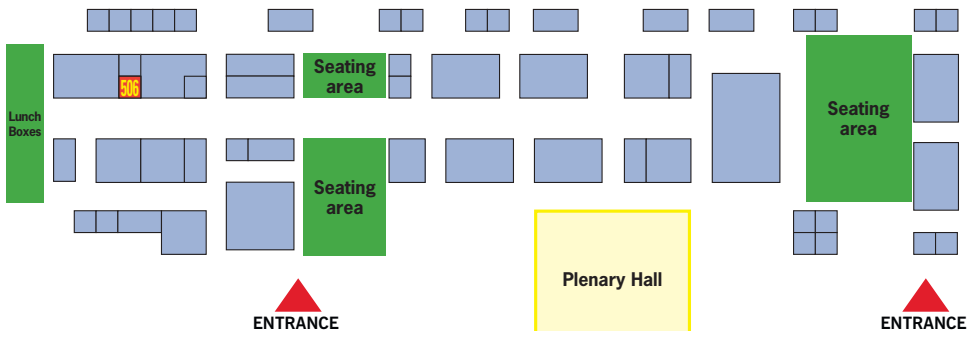 Lunch
Boxes
506
Seating
area
Seating
area
Seating
area
Plenary Hall
ENTRANCE
ENTRANCE